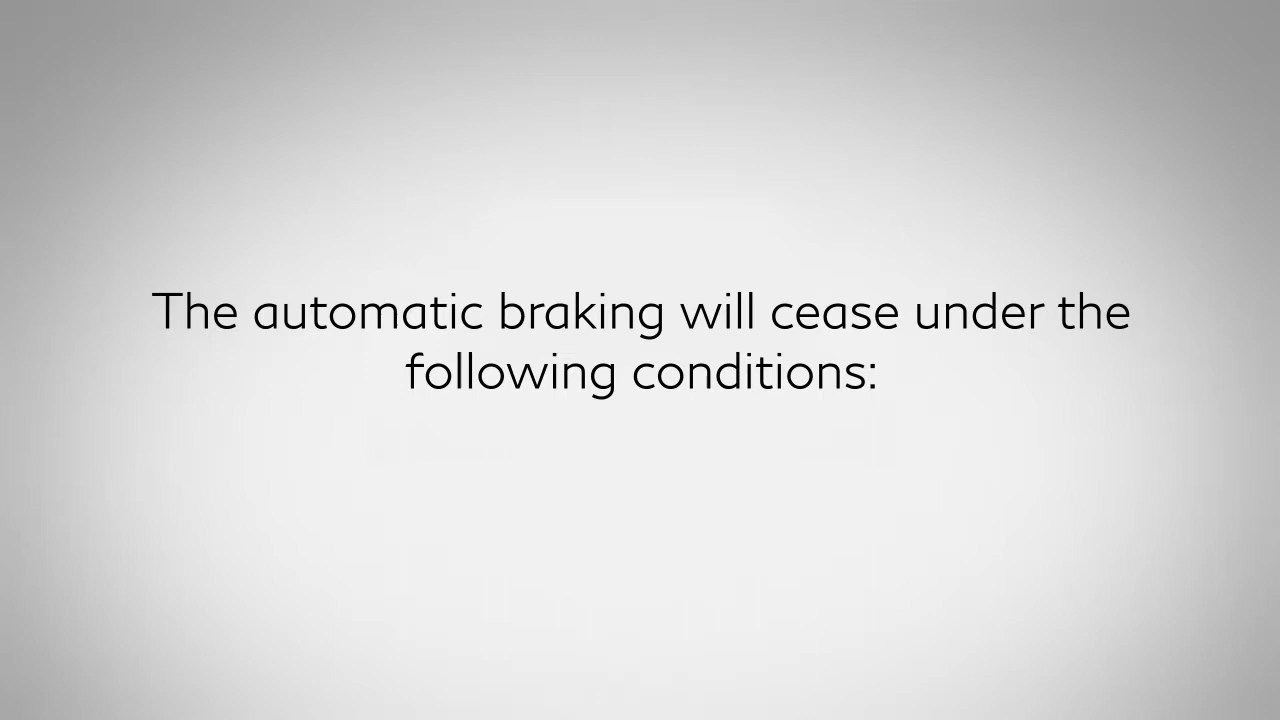 The automatic braking will cease under the
following conditions: